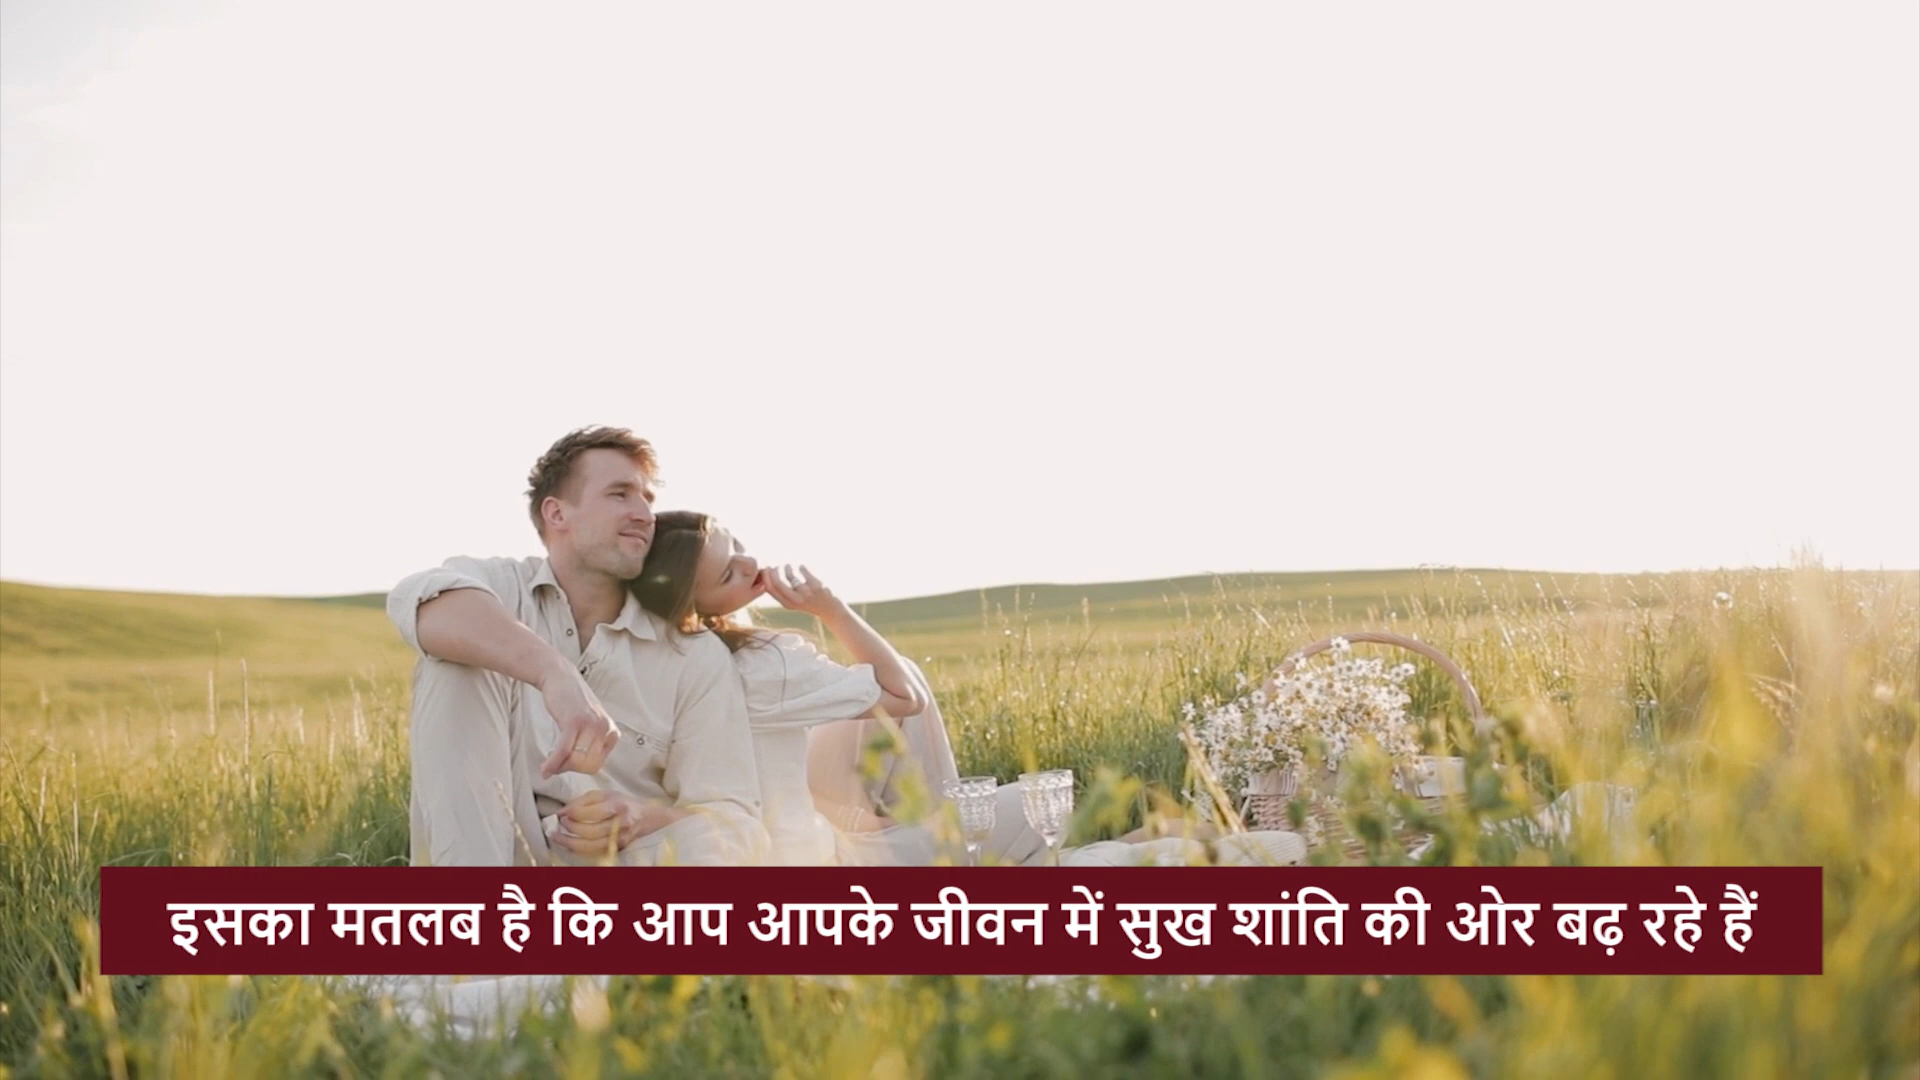 इसका मतलब है कि आप आपके जीवन में सुख शांति की ओर बढ़ रहे हैं